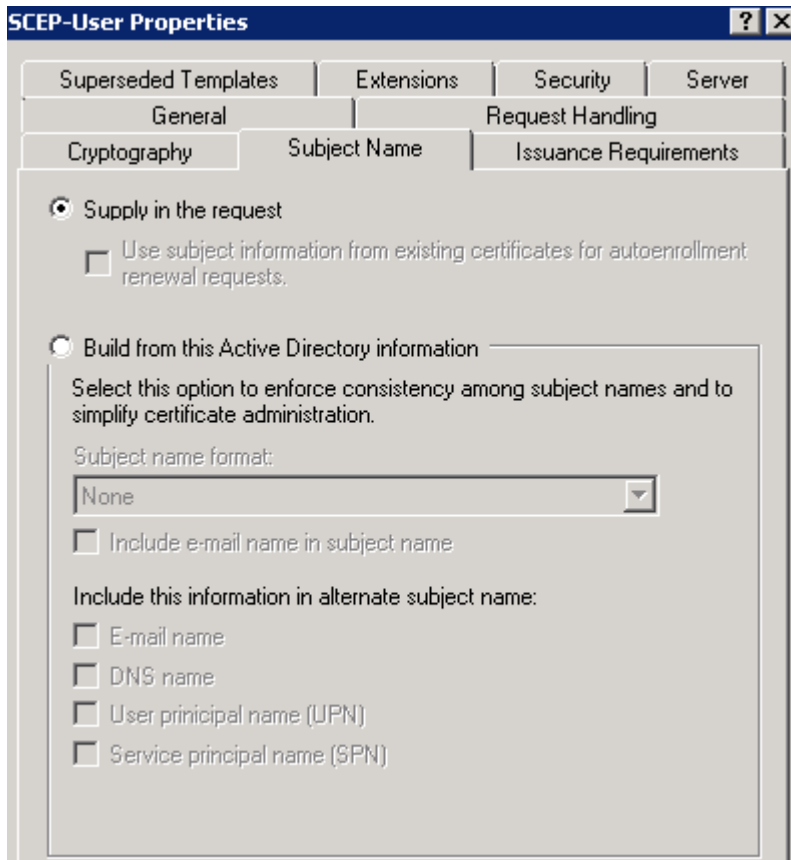 SCEP-User Properties
Superseded Templates Extensions Security Server
General Request Handling
Cryptography Subject Name Issuance Requirements
Supply in the request
Use subject information from existing certificates for autoenrollment
renewal requests.
Build from this Active Directory information
Select this option to enforce consistency among subject names and to
simplify certificate administration.
Subject name format:
None
Include e-mail name in subject name
Include this information in alternate subject name:
E-mail name
DNS name
User prinicipal name (UPN)
Service principal name (SPN)